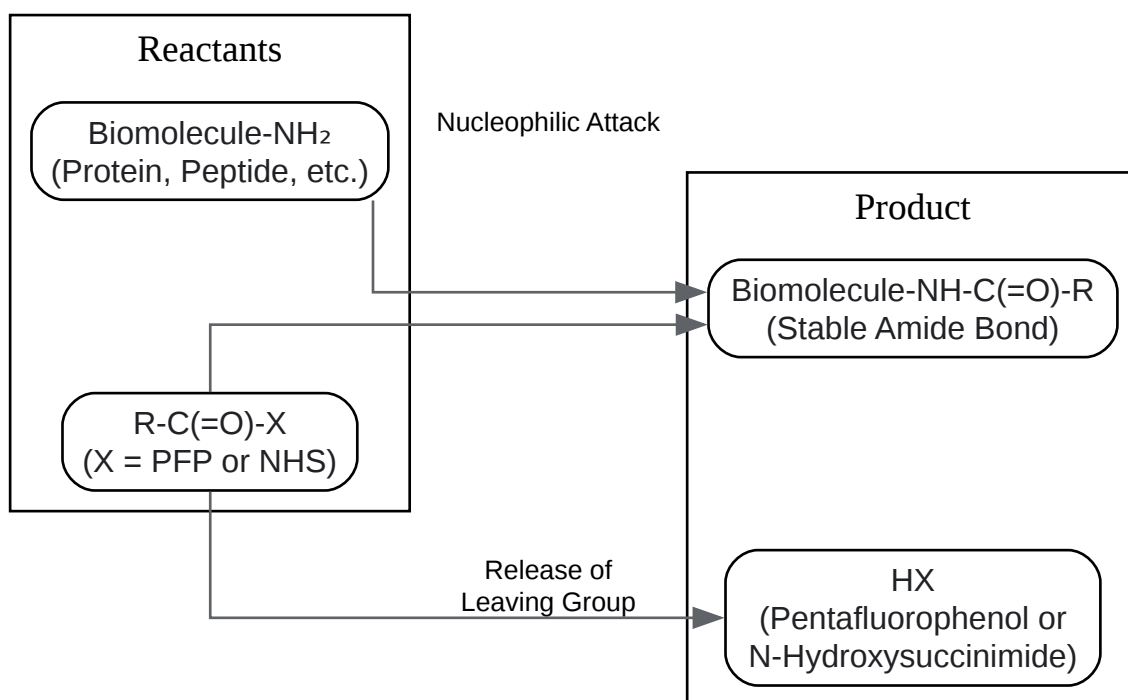 Reactants
Biomolecule-NH₂
(Protein, Peptide, etc.)
Nucleophilic Attack
Product
Biomolecule-NH-C(=O)-R
(Stable Amide Bond)
R-C(=O)-X
(X = PFP or NHS)
Release of
Leaving Group
HX
(Pentafluorophenol or
N-Hydroxysuccinimide)